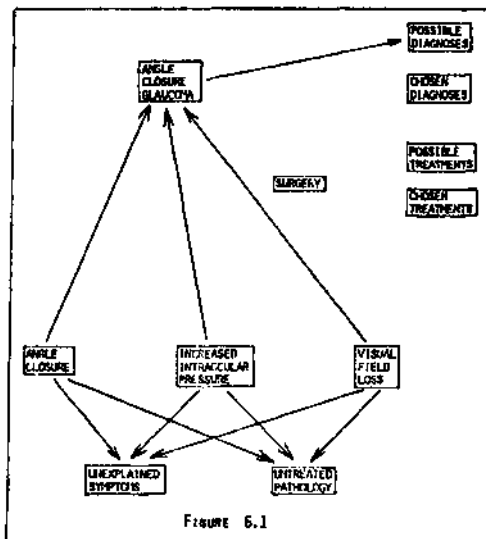 POSSIBLE
DIAGNOSES
ANGLE
CLOSURE
GLAUCOMA
CHOSEN
DIAGNOSES
POSSIBLE
TREATMENTS
SURGERY
CHOSEN
TREATMENTS
ANGLE
CLOSURE
INCREASED
INTRAOCULAR
PRESSURE
VISUAL
FIELD
LOSS
UNEXPLAINED
SYMPTOMS
UNTREATED
PATHOLOGY
FIGURE 6.1